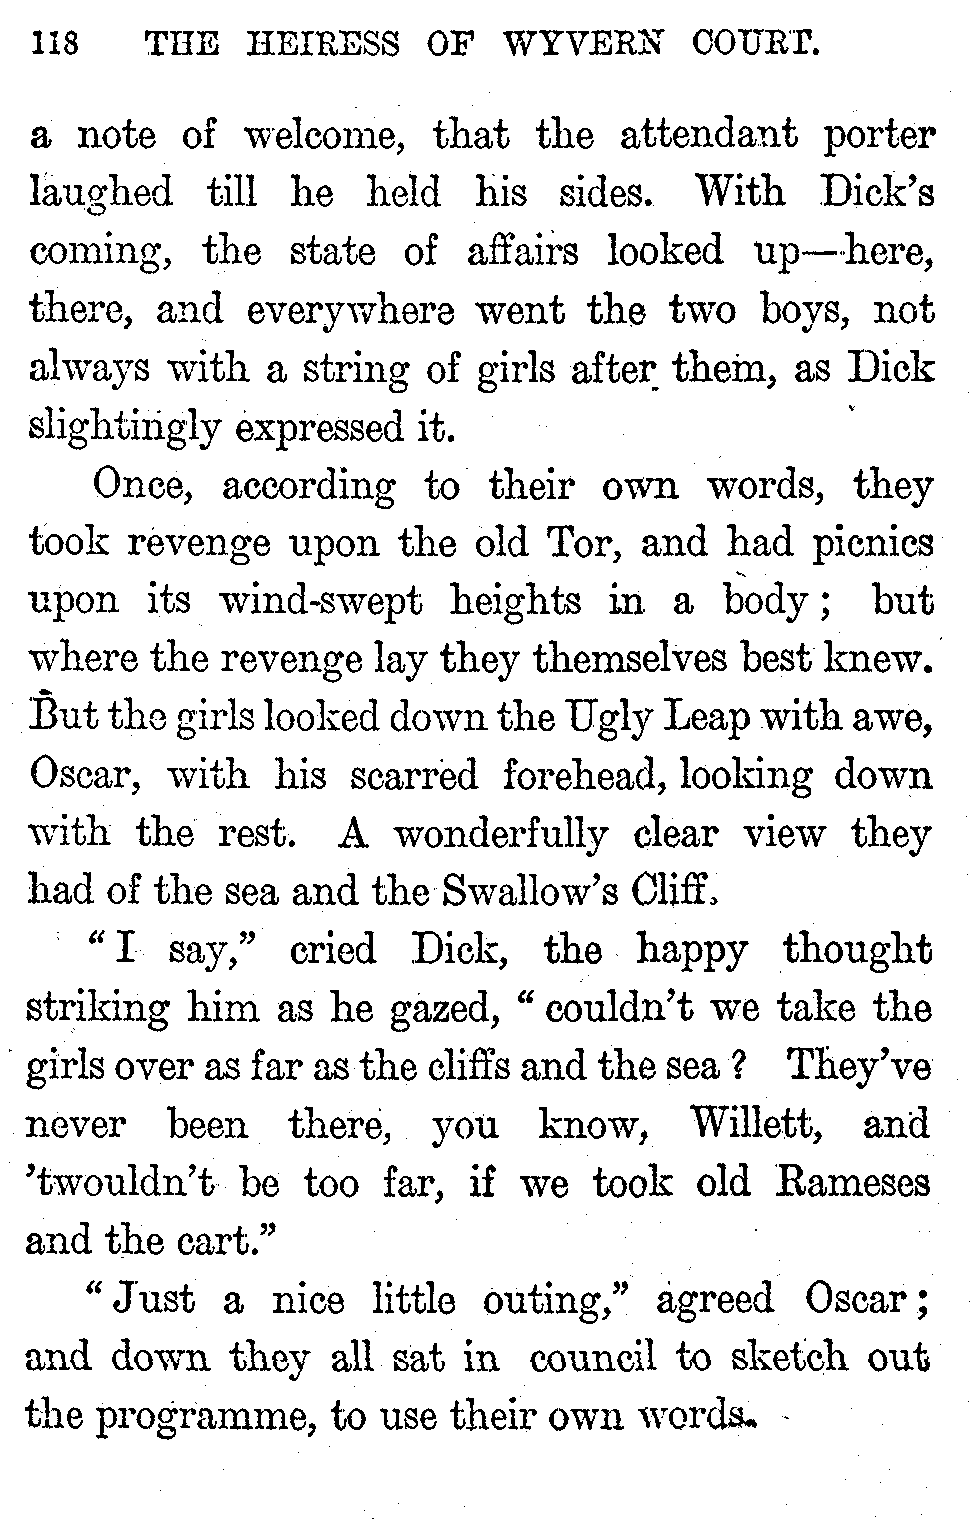 118 THE HEIRESS OF WYVERN COURT.
a note of welcome, that the attendant porter
laughed till he held his sides. With Dick's
coming, the state of affairs looked up—here,
there, and everywhere went the two boys, not
always with a string of girls after them, as Dick
slightingly expressed it.
Once, according to their own words, they
took revenge upon the old Tor, and had picnics
upon its wind-swept heights in a body; but
where the revenge lay they themselves best knew.
But the girls looked down the Ugly Leap with awe,
Oscar, with his scarred forehead, looking down
with the rest. A wonderfully clear view they
had of the sea and the Swallow's Cliff.
"I say," cried Dick, the happy thought
striking him as he gazed, "couldn't we take the
girls over as far as the cliffs and the sea? They've
never been there, you know, Willett, and
'twouldn't be too far, if we took old Rameses
and the cart."
"Just a nice little outing," agreed Oscar;
and down they all sat in council to sketch out
the programme, to use their own words.